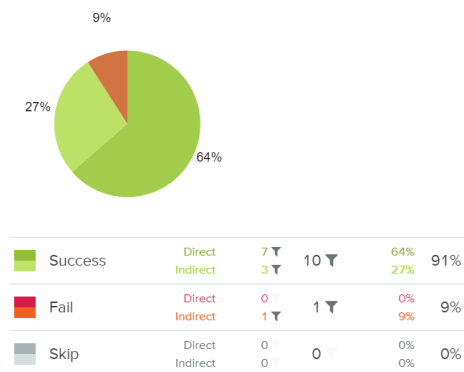 9%
27%
64%
Direct 7 64%
Success 10 91%
Indirect 3 27%
Direct 0 0%
Fail 1 9%
Indirect 1 9%
Direct 0 0%
Skip 0 0%
Indirect 0 0%